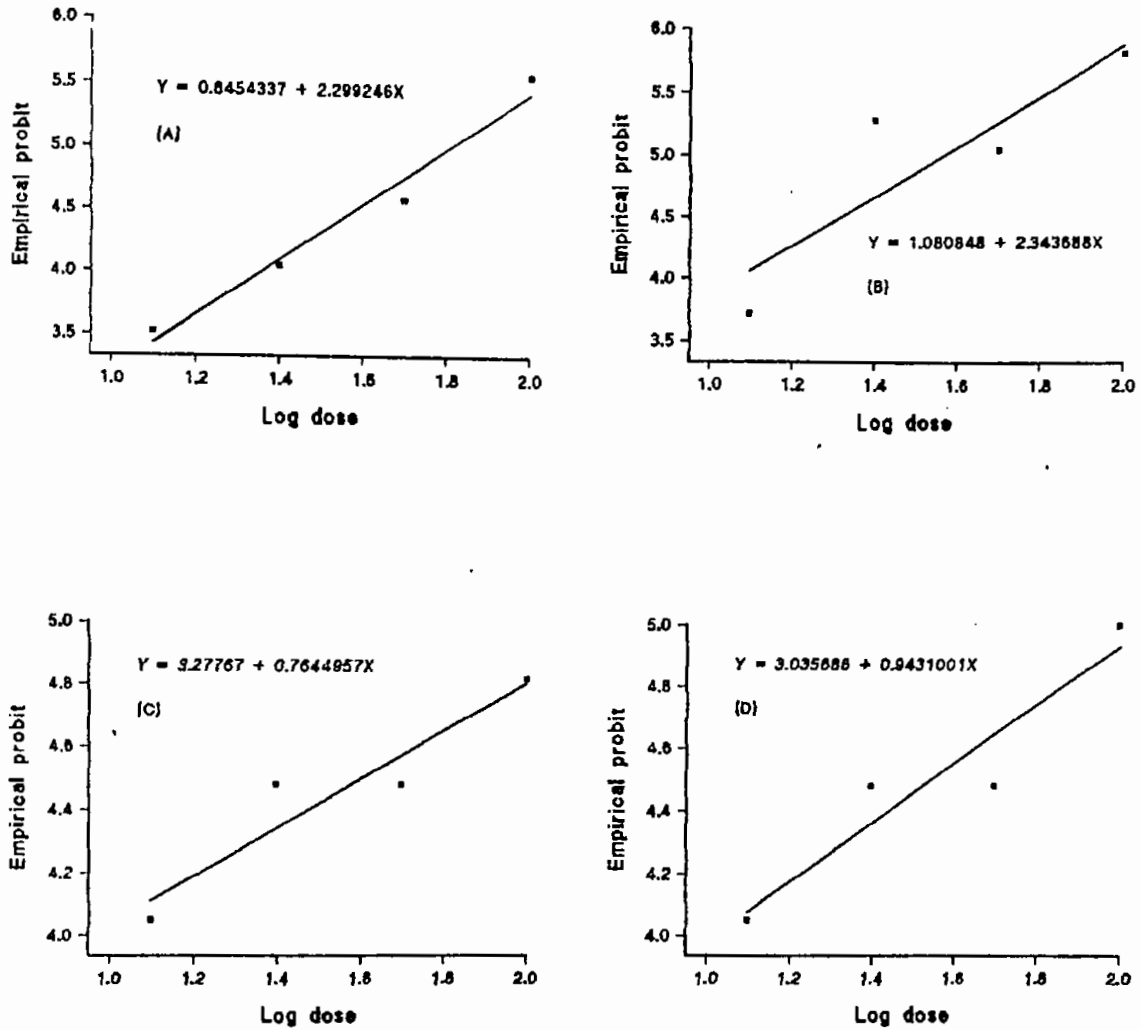 6.0
5.5
5.0
4.5
4.0
3.5
Empirical probit
Y = 0.8454337 + 2.299246X
(A)
1.0 1.2 1.4 1.6 1.8 2.0
Log dose
6.0
5.5
5.0
4.5
4.0
3.5
Empirical probit
Y = 1.080848 + 2.343688X
(B)
1.0 1.2 1.4 1.6 1.8 2.0
Log dose
5.0
4.8
4.6
4.4
4.2
4.0
Empirical probit
Y = 3.27767 + 0.7644957X
(C)
1.0 1.2 1.4 1.6 1.8 2.0
Log dose
5.0
4.8
4.6
4.4
4.2
4.0
Empirical probit
Y = 3.035688 + 0.9431001X
(D)
1.0 1.2 1.4 1.6 1.8 2.0
Log dose